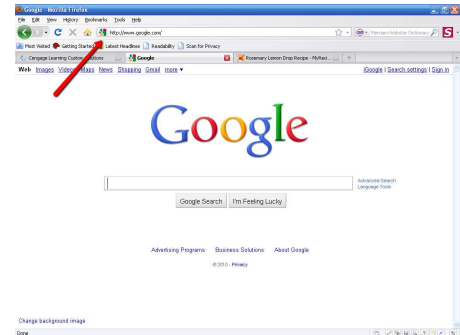 Google - Mozilla Firefox
File Edit View History Bookmarks Tools Help
http://www.google.com/
Most Visited Getting Started Latest Headlines Readability Scan for Privacy
Cengage Learning Custom Google Rosemary Lemon Drop Recipe - MyRec...
Web Images Videos Maps News Shopping Gmail more ▼ iGoogle | Search settings | Sign in
Google
Advanced Search
Language Tools
Google Search I'm Feeling Lucky
Advertising Programs Business Solutions About Google
© 2010 - Privacy
Change background image
Done